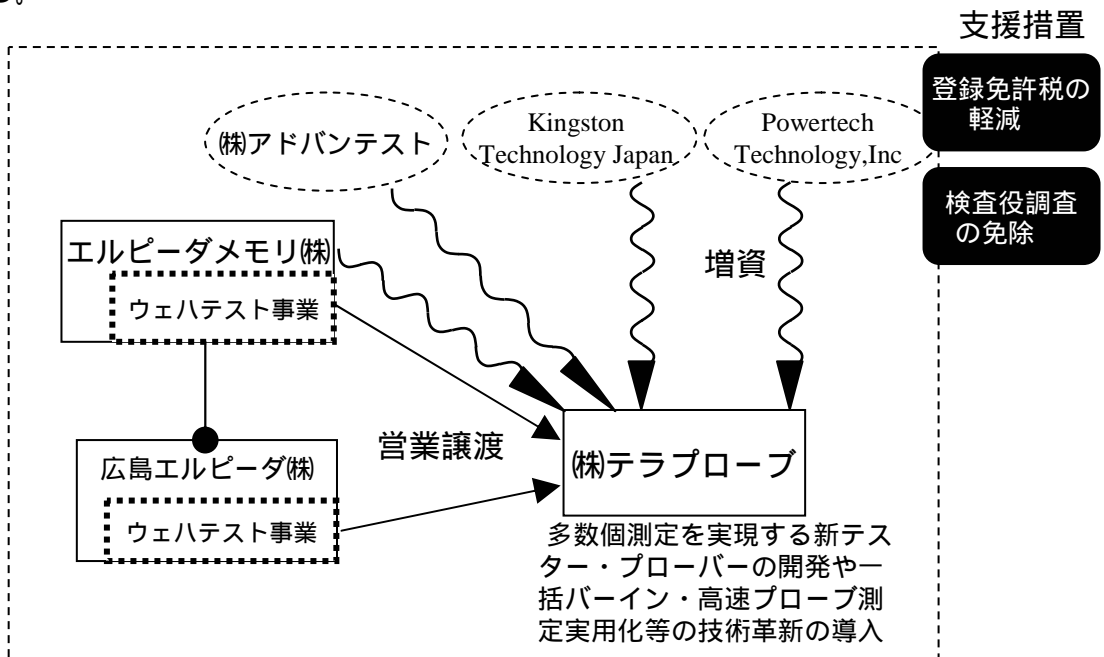 る。
支援措置
登録免許税の
軽減
検査役調査
の免除
㈱アドバンテスト
Kingston
Technology Japan
Powertech
Technology,Inc
エルピーダメモリ㈱
ウェハテスト事業
増資
営業譲渡
広島エルピーダ㈱
ウェハテスト事業
㈱テラプローブ
多数個測定を実現する新テス
ター・プローバーの開発や一
括バーイン・高速プローブ測
定実用化等の技術革新の導入